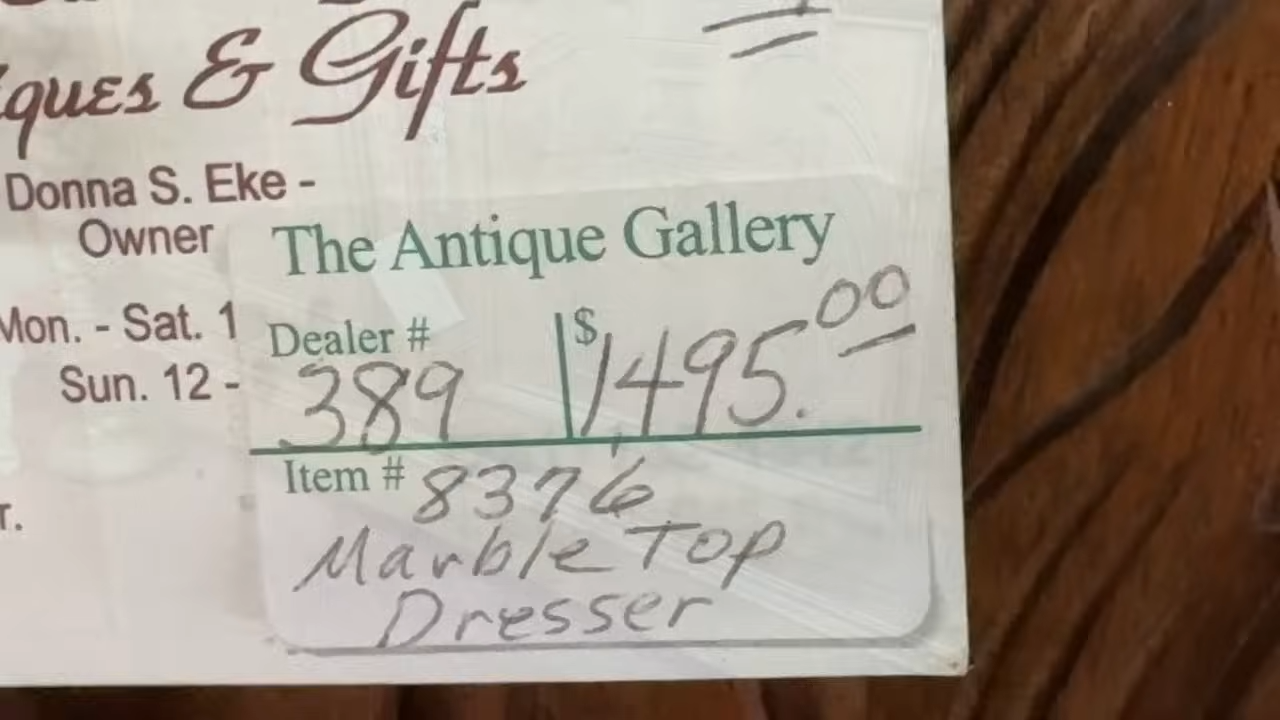 ques & Gifts
Donna S. Eke -
Owner
Mon. - Sat. 1
Sun. 12 -
r.
The Antique Gallery
Dealer # $
389 1495.00
Item # 8376
Marble Top
Dresser